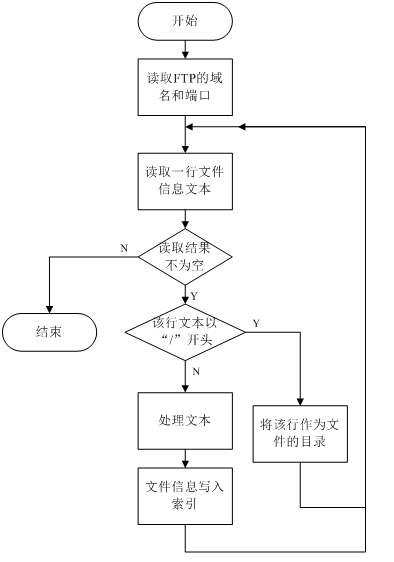 开始
读取FTP的域
名和端口
读取一行文件
信息文本
N
读取结果
不为空
Y
结束
该行文本以
“/”开头
Y
N
处理文本
将该行作为文
件的目录
文件信息写入
索引